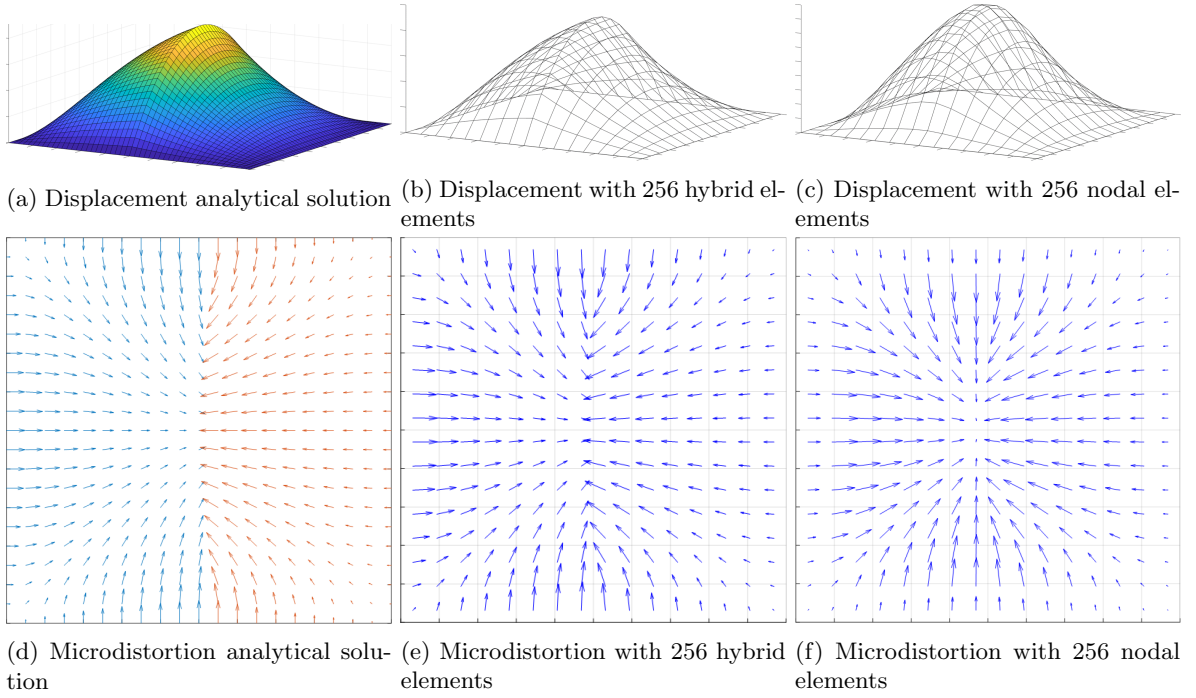 (a) Displacement analytical solution
(b) Displacement with 256 hybrid el-
ements
(c) Displacement with 256 nodal el-
ements
(d) Microdistortion analytical solu-
tion
(e) Microdistortion with 256 hybrid
elements
(f) Microdistortion with 256 nodal
elements